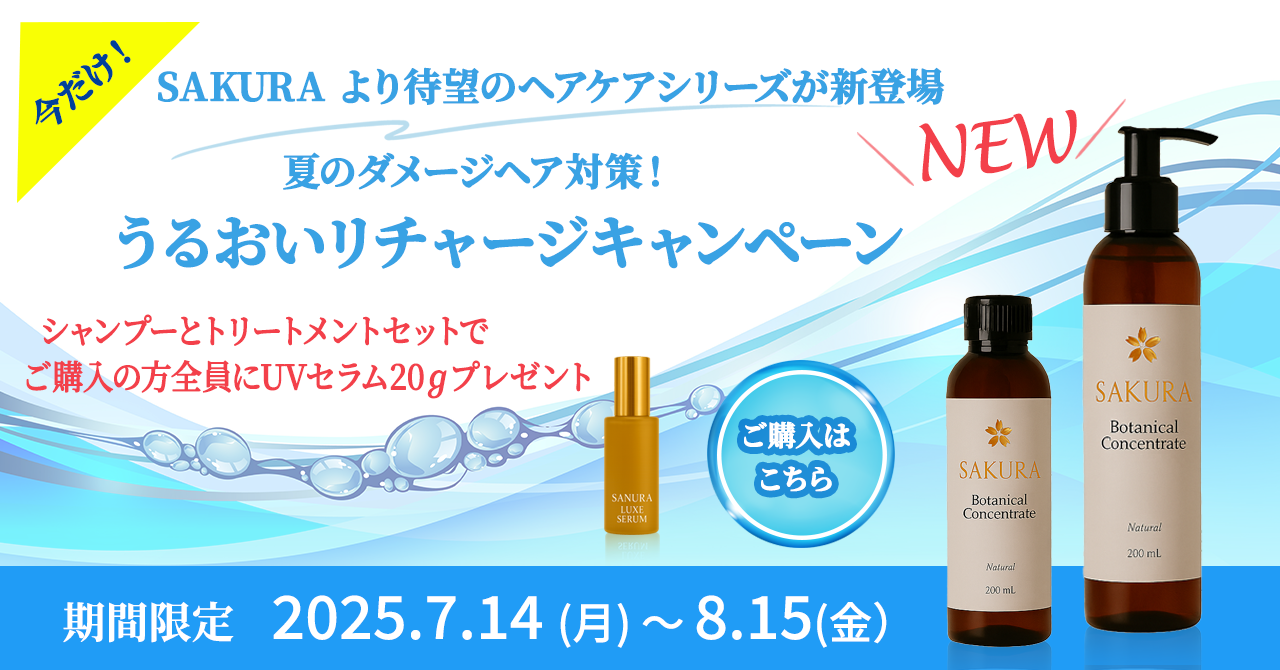 今だけ！
SAKURA より待望のヘアケアシリーズが新登場
NEW
夏のダメージヘア対策！
うるおいリチャージキャンペーン
シャンプーとトリートメントセットで
ご購入の方全員にUVセラム20gプレゼント
ご購入は
こちら
SANURA
LUXE
SERUM
SAKURA
Botanical
Concentrate
Natural
200 mL
SAKURA
Botanical
Concentrate
Natural
200 mL
期間限定 2025.7.14 (月) ～ 8.15(金）